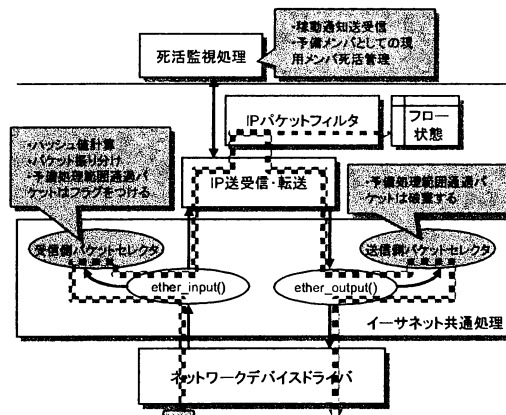 ・稼動通知送受信
・予備メンバとしての現
用メンバ死活管理
死活監視処理
IPパケットフィルタ
フロー
状態
・ハッシュ値計算
・パケット振り分け
・予備処理範囲通過パ
ケットはフラグをつける
IP送受信・転送
・予備処理範囲通過パ
ケットは破棄する
受信側パケットセレクタ
送信側パケットセレクタ
ether_input()
ether_output()
イーサネット共通処理
ネットワークデバイスドライバ